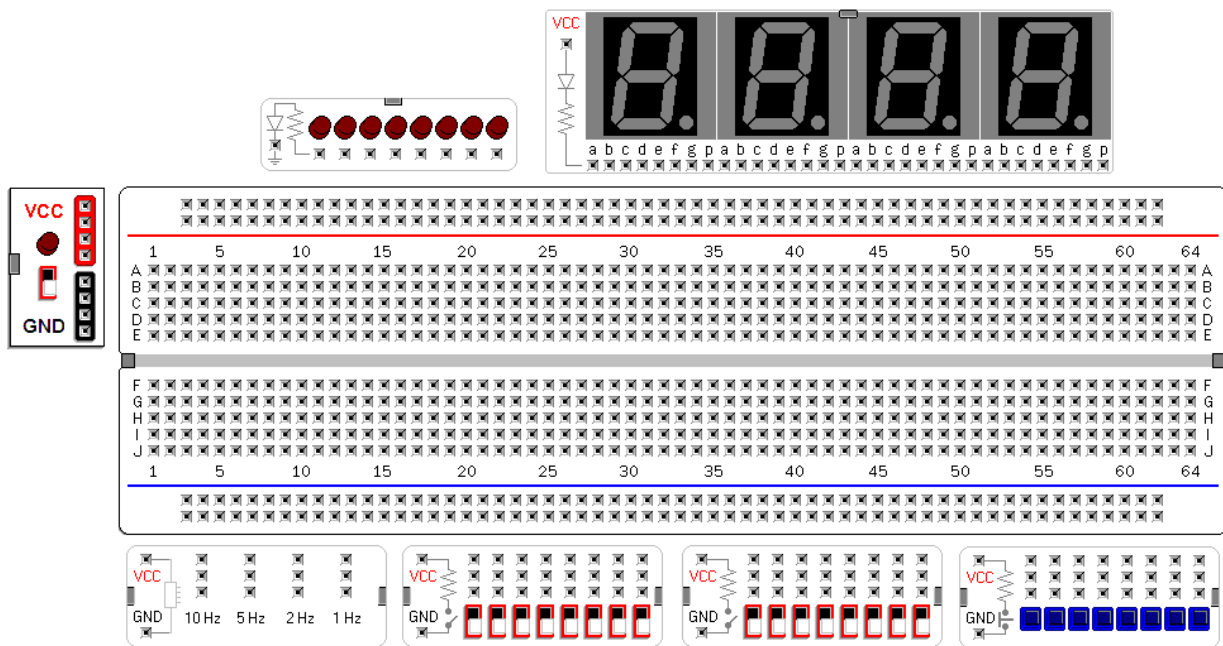 VCC
a b c d e f g p a b c d e f g p a b c d e f g p a b c d e f g p
VCC
GND
1 5 10 15 20 25 30 35 40 45 50 55 60 64
A A
B B
C C
D D
E E
F F
G G
H H
I I
J J
1 5 10 15 20 25 30 35 40 45 50 55 60 64
VCC
GND 10 Hz 5 Hz 2 Hz 1 Hz
VCC
GND
VCC
GND
VCC
GND